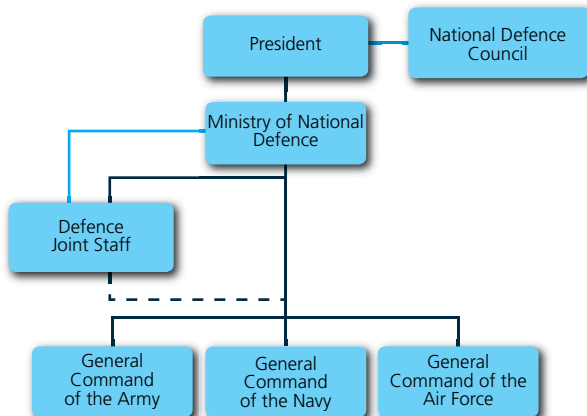 President
National Defence
Council
Ministry of National
Defence
Defence
Joint Staff
General
Command
of the Army
General
Command
of the Navy
General
Command of the
Air Force